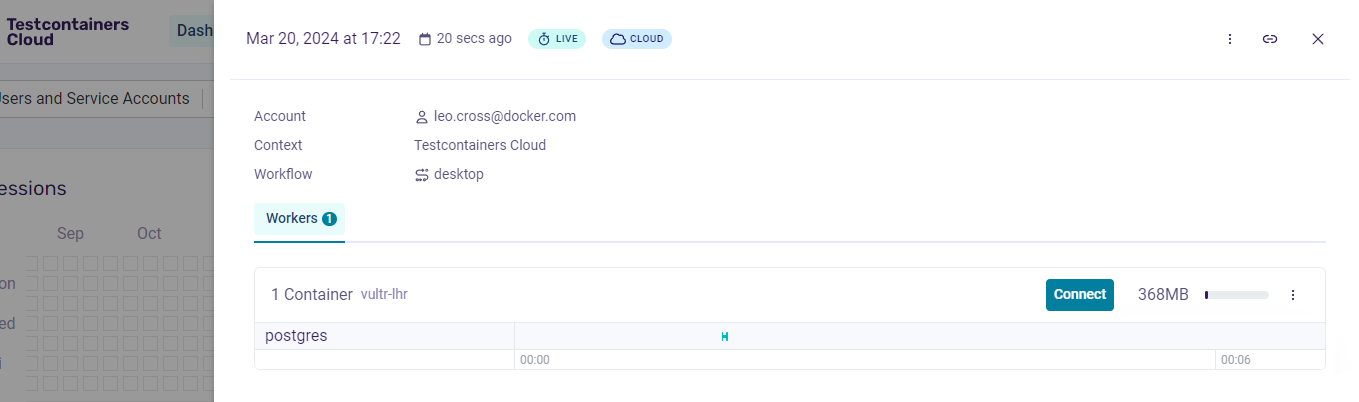 Testcontainers
Cloud
Dash
Users and Service Accounts
essions
Sep Oct
on
ed
i
Mar 20, 2024 at 17:22 20 secs ago LIVE CLOUD
Account leo.cross@docker.com
Context Testcontainers Cloud
Workflow desktop
Workers 1
1 Container vultr-lhr Connect 368MB
postgres
00:00 00:06